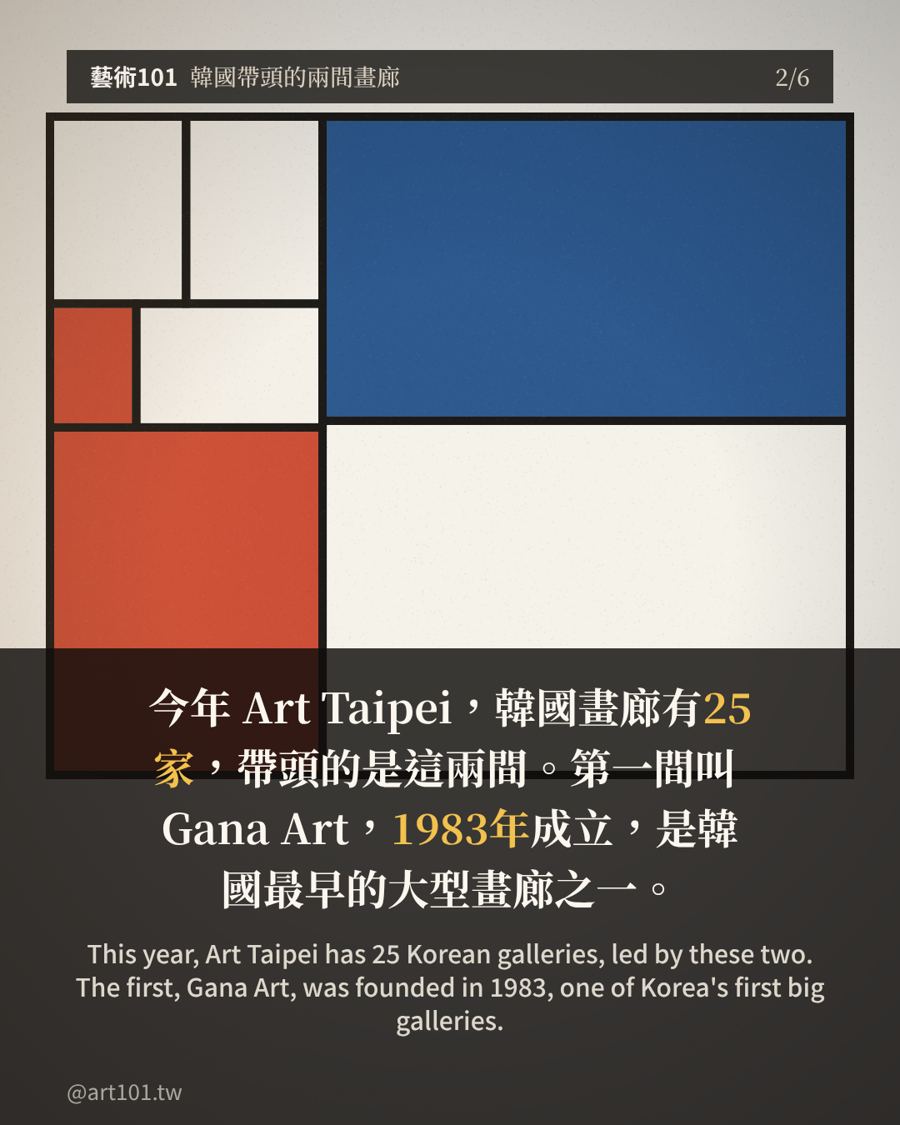 藝術101 韓國帶頭的兩間畫廊 2/6
今年 Art Taipei，韓國畫廊有25
家，帶頭的是這兩間。第一間叫
Gana Art，1983年成立，是韓
國最早的大型畫廊之一。
This year, Art Taipei has 25 Korean galleries, led by these two.
The first, Gana Art, was founded in 1983, one of Korea's first big
galleries.
@art101.tw